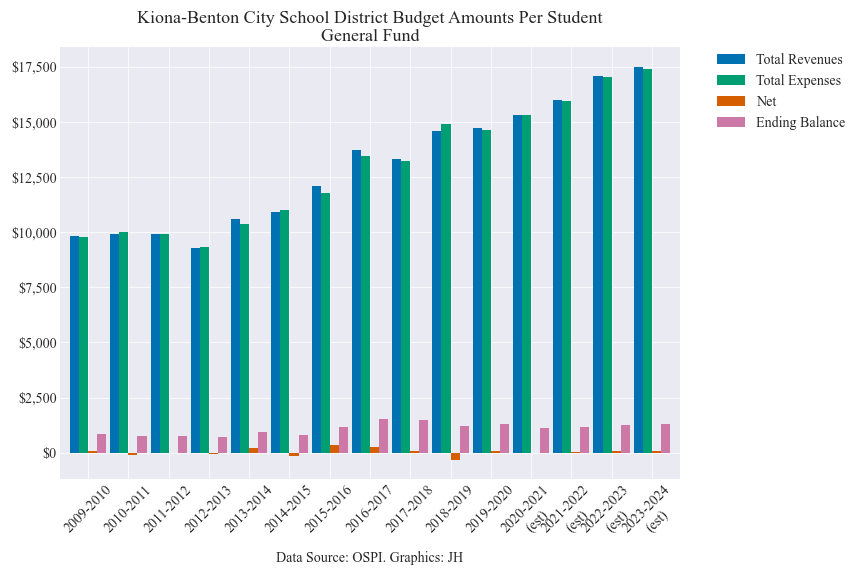 Kiona-Benton City School District Budget Amounts Per Student
General Fund
Total Revenues
Total Expenses
Net
Ending Balance
$17,500
$15,000
$12,500
$10,000
$7,500
$5,000
$2,500
$0
2009-2010
2010-2011
2011-2012
2012-2013
2013-2014
2014-2015
2015-2016
2016-2017
2017-2018
2018-2019
2019-2020
2020-2021
(est)
2021-2022
(est)
2022-2023
(est)
2023-2024
(est)
Data Source: OSPI. Graphics: JH